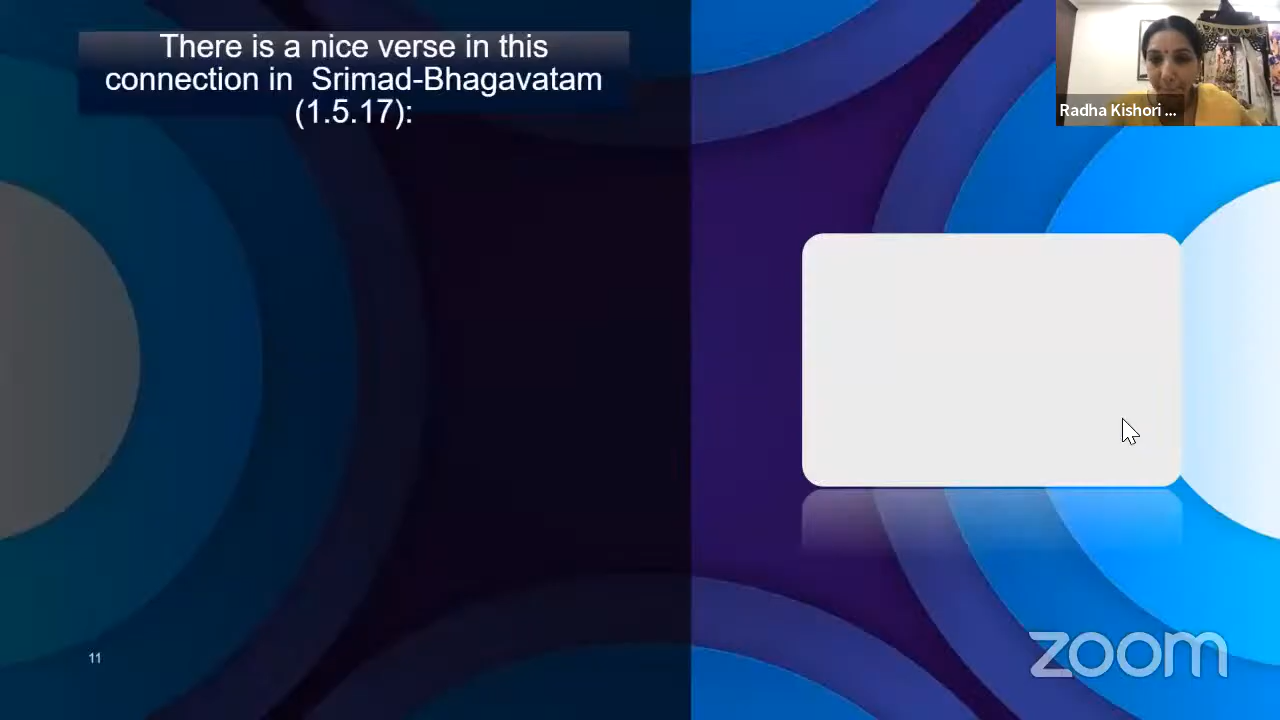 There is a nice verse in this
connection in  Srimad-Bhagavatam
(1.5.17):
Radha Kishori ...
11
zoom